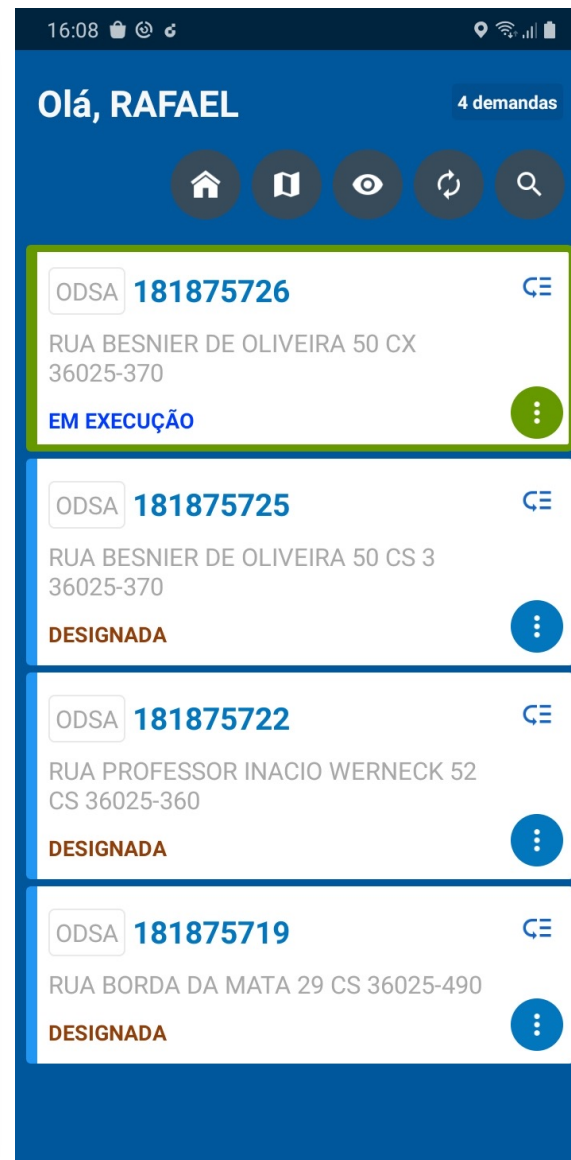 16:08
Olá, RAFAEL
4 demandas
ODSA 181875726
RUA BESNIER DE OLIVEIRA 50 CX
36025-370
EM EXECUÇÃO
ODSA 181875725
RUA BESNIER DE OLIVEIRA 50 CS 3
36025-370
DESIGNADA
ODSA 181875722
RUA PROFESSOR INACIO WERNECK 52
CS 36025-360
DESIGNADA
ODSA 181875719
RUA BORDA DA MATA 29 CS 36025-490
DESIGNADA